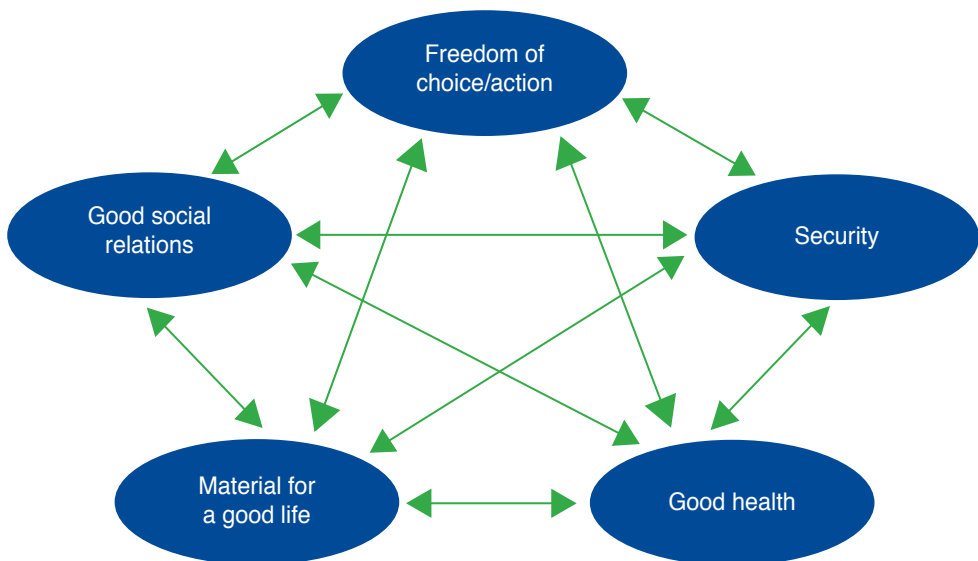 Freedom of
choice/action
Good social
relations
Security
Material for
a good life
Good health